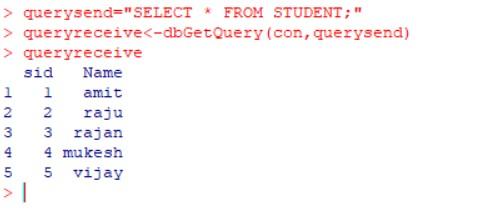 > querysend="SELECT * FROM STUDENT;"
> queryreceive<-dbGetQuery(con,querysend)
> queryreceive
  sid   Name
1   1   amit
2   2   raju
3   3  rajan
4   4 mukesh
5   5  vijay
>